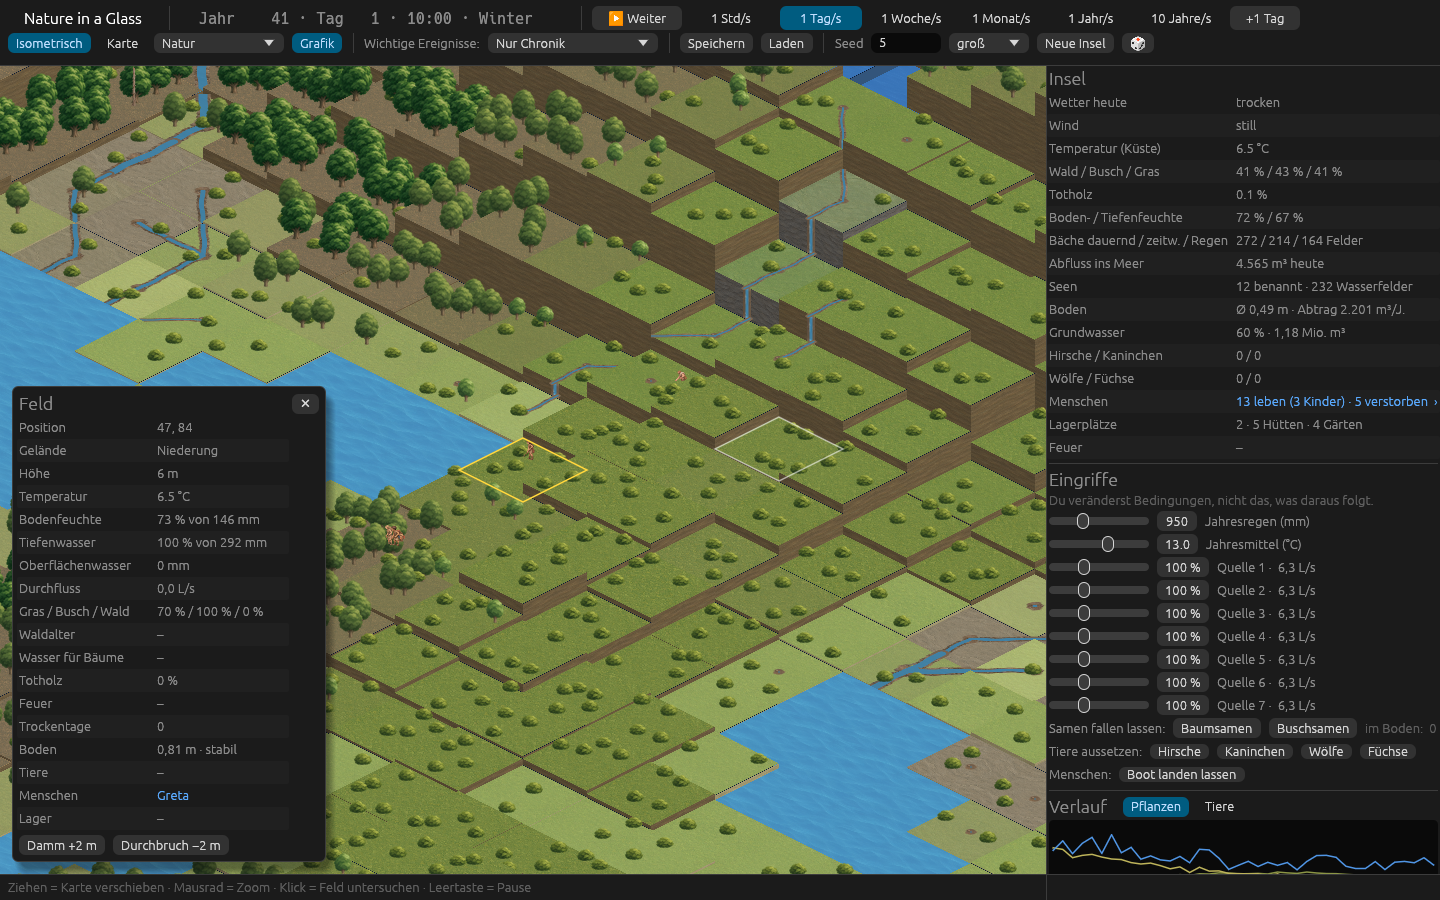 Nature in a Glass Jahr 41 · Tag 1 · 10:00 · Winter Weiter 1 Std/s 1 Tag/s 1 Woche/s 1 Monat/s 1 Jahr/s 10 Jahre/s +1 Tag
Isometrisch Karte Natur Grafik Wichtige Ereignisse: Nur Chronik Speichern Laden Seed 5 groß Neue Insel
Feld ✕
Position 47, 84
Gelände Niederung
Höhe 6 m
Temperatur 6.5 °C
Bodenfeuchte 73 % von 146 mm
Tiefenwasser 100 % von 292 mm
Oberflächenwasser 0 mm
Durchfluss 0,0 L/s
Gras / Busch / Wald 70 % / 100 % / 0 %
Waldalter –
Wasser für Bäume –
Totholz 0 %
Feuer –
Trockentage 0
Boden 0,81 m · stabil
Tiere –
Menschen Greta
Lager –
Damm +2 m Durchbruch −2 m
Insel
Wetter heute trocken
Wind still
Temperatur (Küste) 6.5 °C
Wald / Busch / Gras 41 % / 43 % / 41 %
Totholz 0.1 %
Boden- / Tiefenfeuchte 72 % / 67 %
Bäche dauernd / zeitw. / Regen 272 / 214 / 164 Felder
Abfluss ins Meer 4.565 m³ heute
Seen 12 benannt · 232 Wasserfelder
Boden Ø 0,49 m · Abtrag 2.201 m³/J.
Grundwasser 60 % · 1,18 Mio. m³
Hirsche / Kaninchen 0 / 0
Wölfe / Füchse 0 / 0
Menschen 13 leben (3 Kinder) · 5 verstorben ›
Lagerplätze 2 · 5 Hütten · 4 Gärten
Feuer –
Eingriffe
Du veränderst Bedingungen, nicht das, was daraus folgt.
950 Jahresregen (mm)
13.0 Jahresmittel (°C)
100 % Quelle 1 · 6,3 L/s
100 % Quelle 2 · 6,3 L/s
100 % Quelle 3 · 6,3 L/s
100 % Quelle 4 · 6,3 L/s
100 % Quelle 5 · 6,3 L/s
100 % Quelle 6 · 6,3 L/s
100 % Quelle 7 · 6,3 L/s
Samen fallen lassen: Baumsamen Buschsamen im Boden: 0
Tiere aussetzen: Hirsche Kaninchen Wölfe Füchse
Menschen: Boot landen lassen
Verlauf Pflanzen Tiere
Ziehen = Karte verschieben · Mausrad = Zoom · Klick = Feld untersuchen · Leertaste = Pause